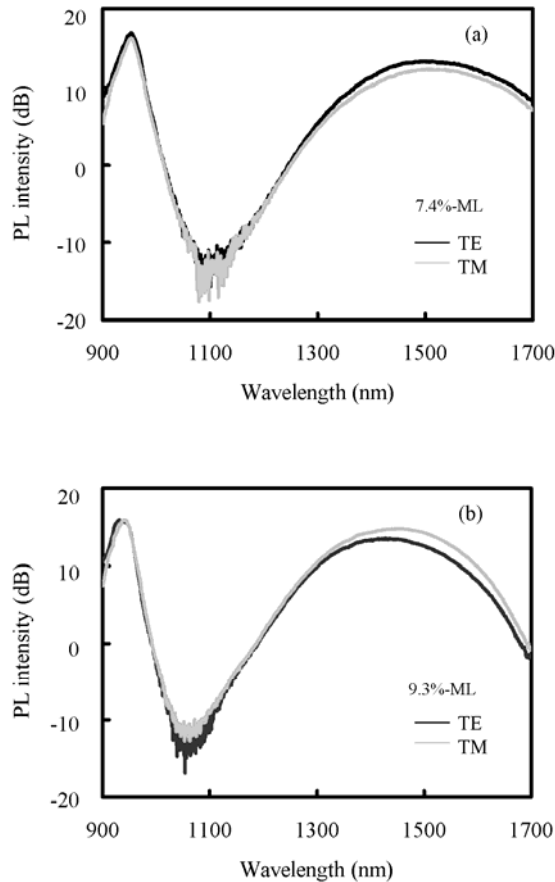 20
(a)
10
PL intensity (dB)
0
7.4%-ML
-10
TE
TM
-20
900 1100 1300 1500 1700
Wavelength (nm)
20
(b)
10
PL intensity (dB)
0
9.3%-ML
-10
TE
TM
-20
900 1100 1300 1500 1700
Wavelength (nm)